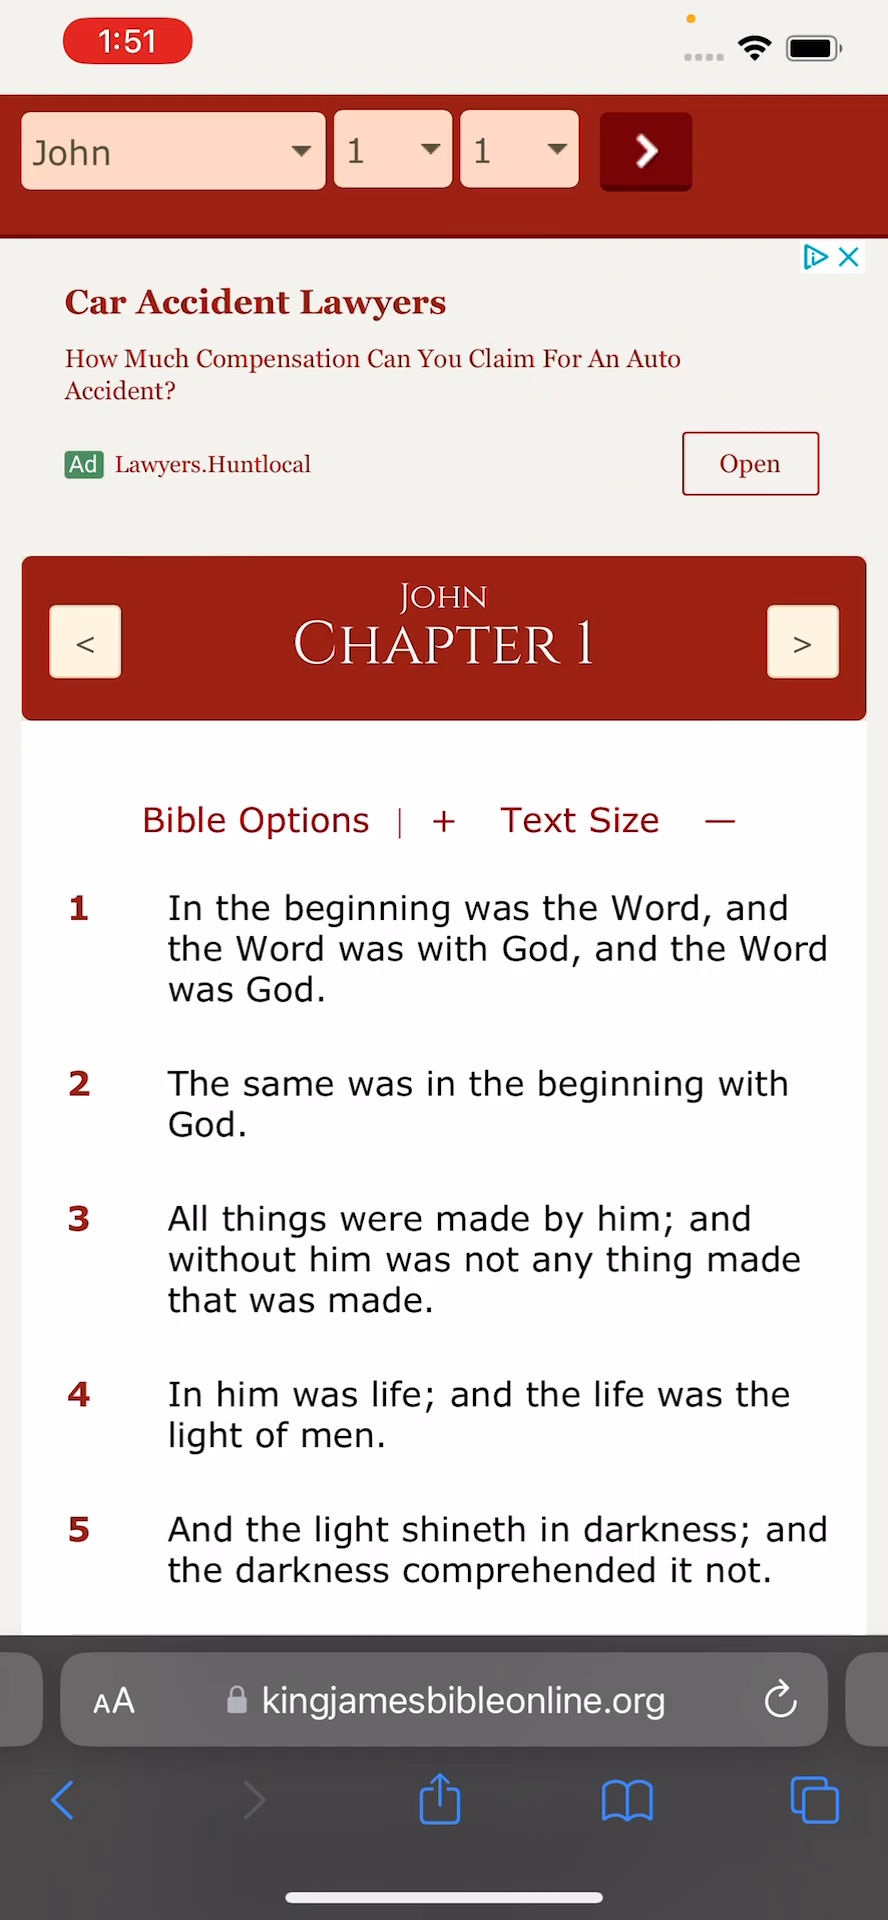 1:51
John 1 1
Car Accident Lawyers
How Much Compensation Can You Claim For An Auto
Accident?
Ad Lawyers.Huntlocal
Open
John
Chapter 1
< >
Bible Options | + Text Size —
1 In the beginning was the Word, and
the Word was with God, and the Word
was God.
2 The same was in the beginning with
God.
3 All things were made by him; and
without him was not any thing made
that was made.
4 In him was life; and the life was the
light of men.
5 And the light shineth in darkness; and
the darkness comprehended it not.
AA kingjamesbibleonline.org